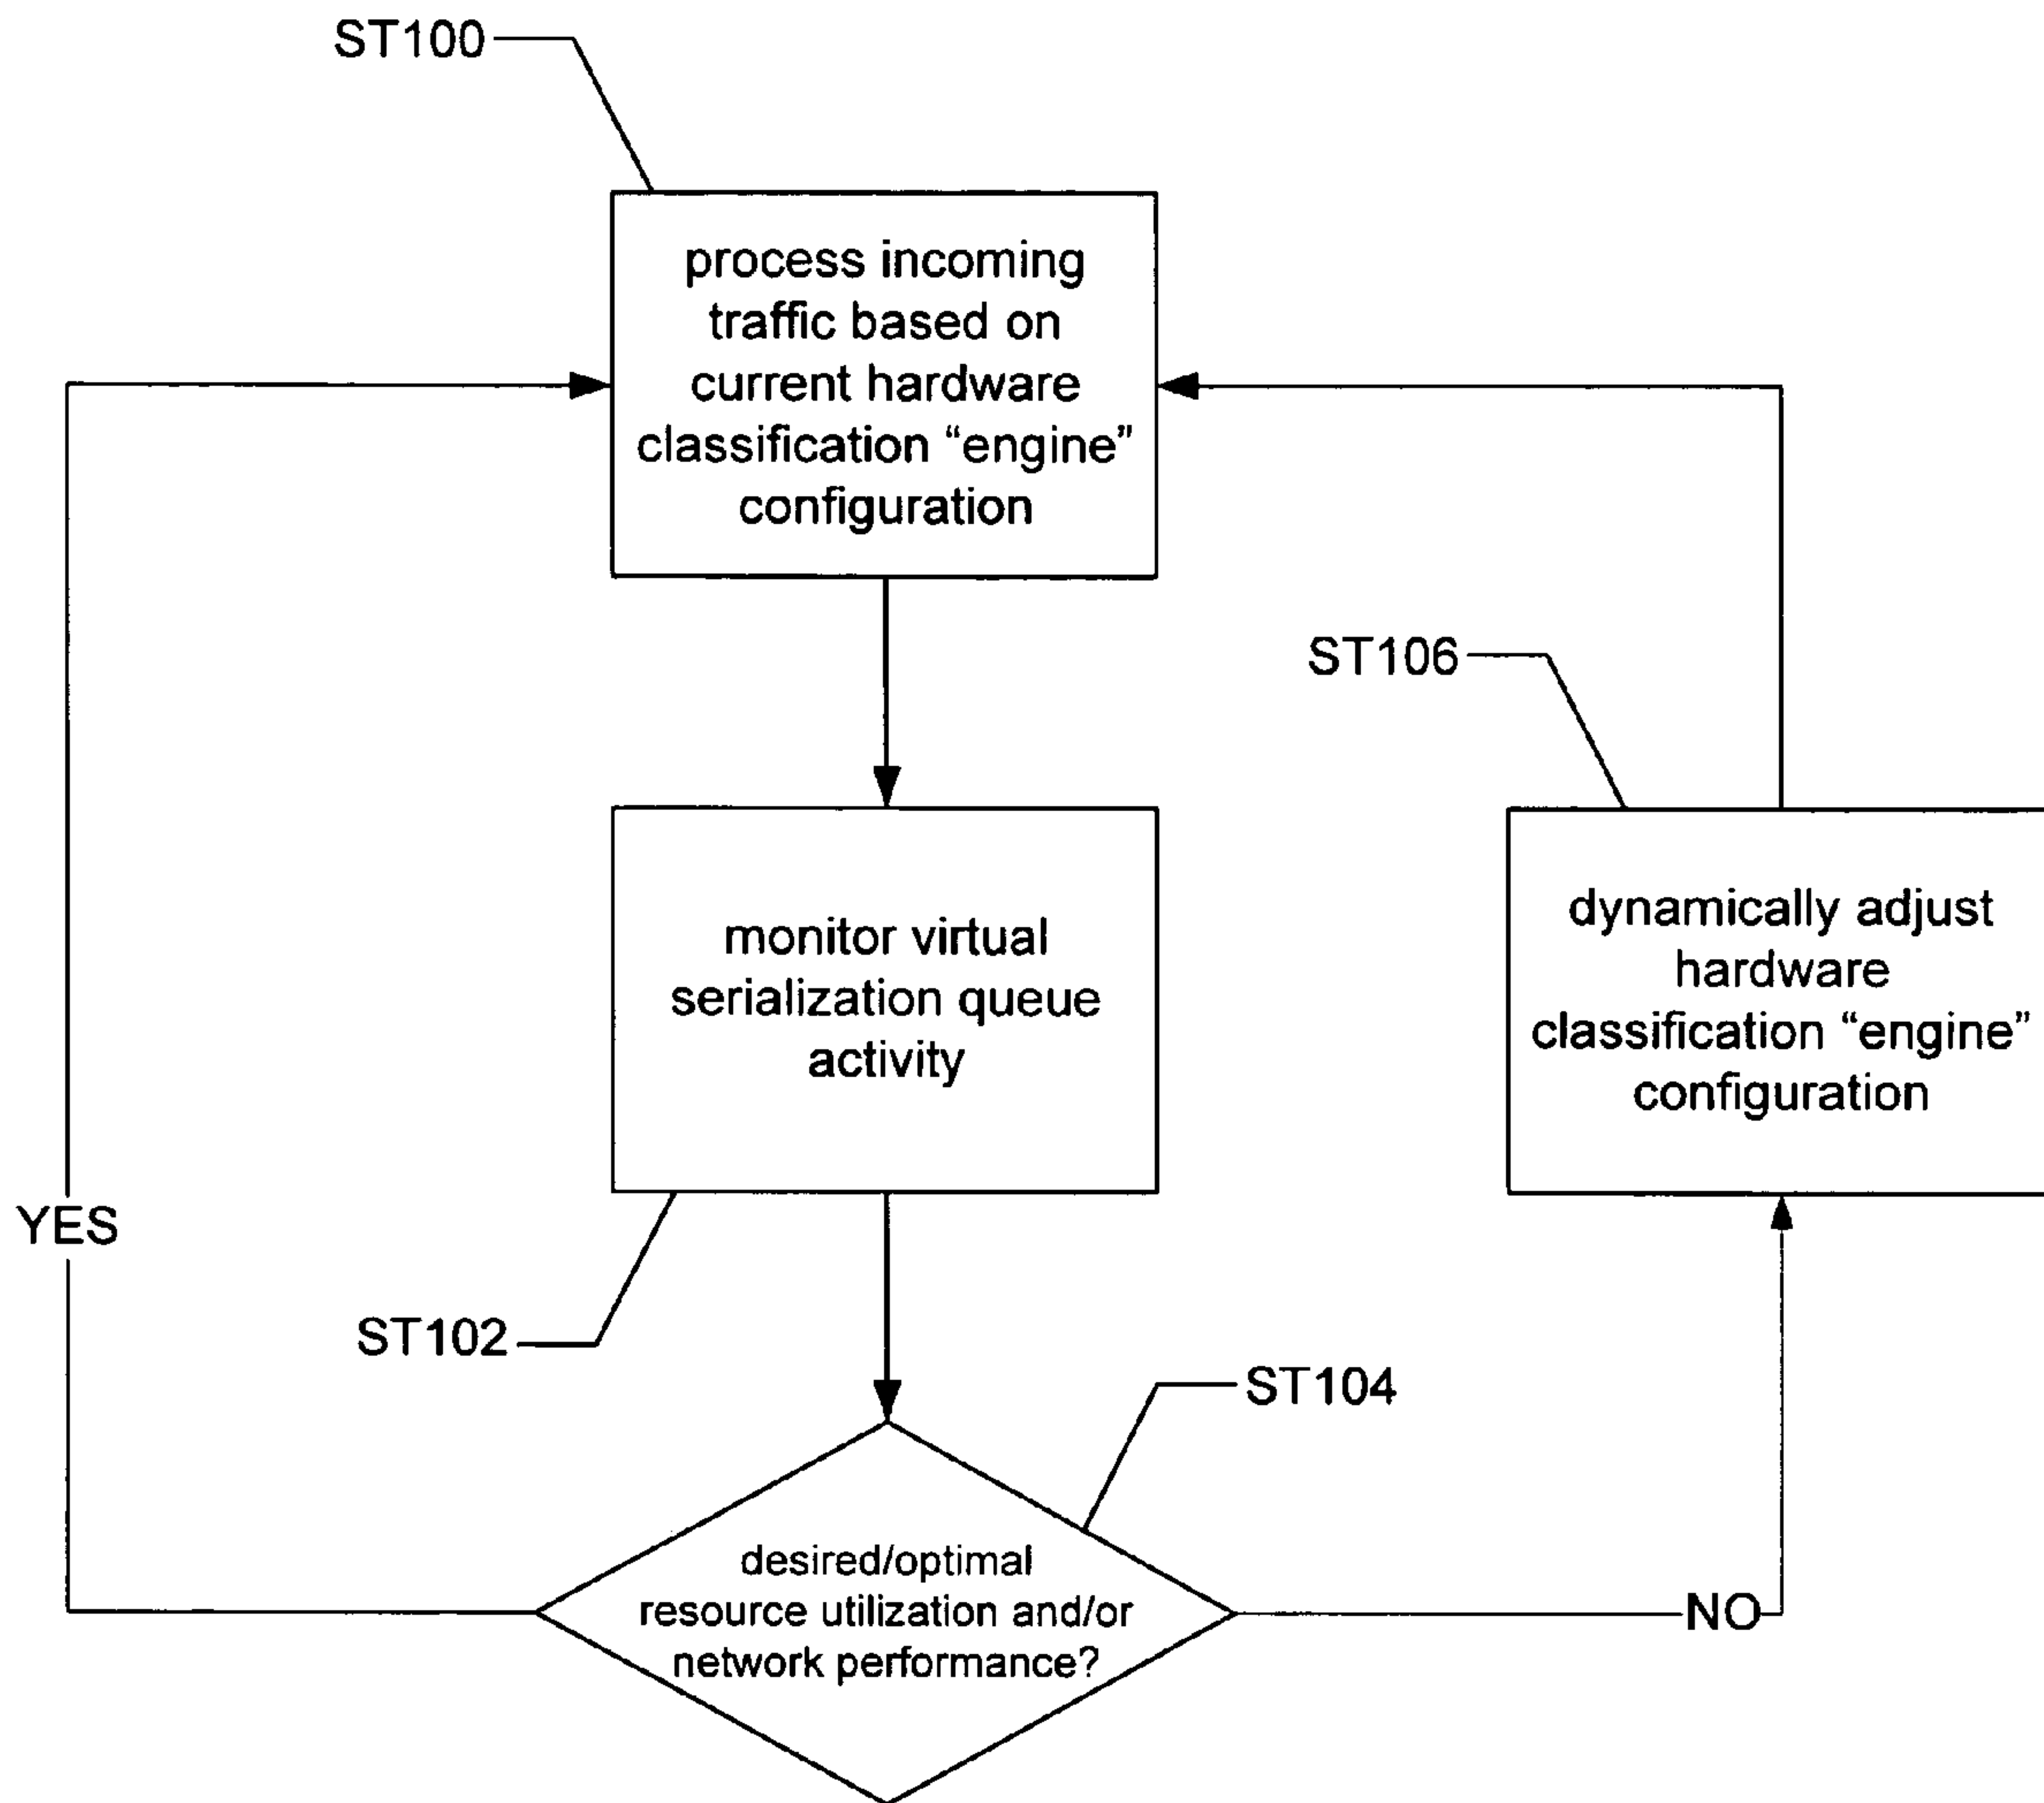 ST100
process incoming
traffic based on
current hardware
classification “engine”
configuration
ST106
monitor virtual
serialization queue
activity
dynamically adjust
hardware
classification “engine”
configuration
YES
ST102
ST104
desired/optimal
resource utilization and/or
network performance?
NO